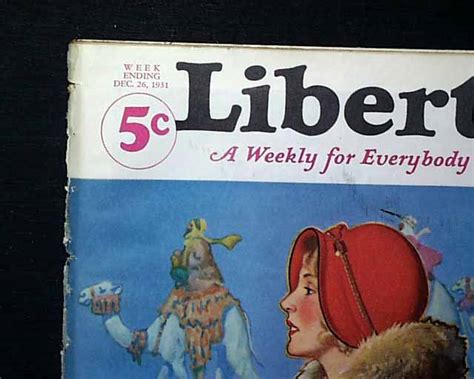 WEEK
ENDING
DEC. 26, 1931
5c
Libert
A Weekly for Everybody